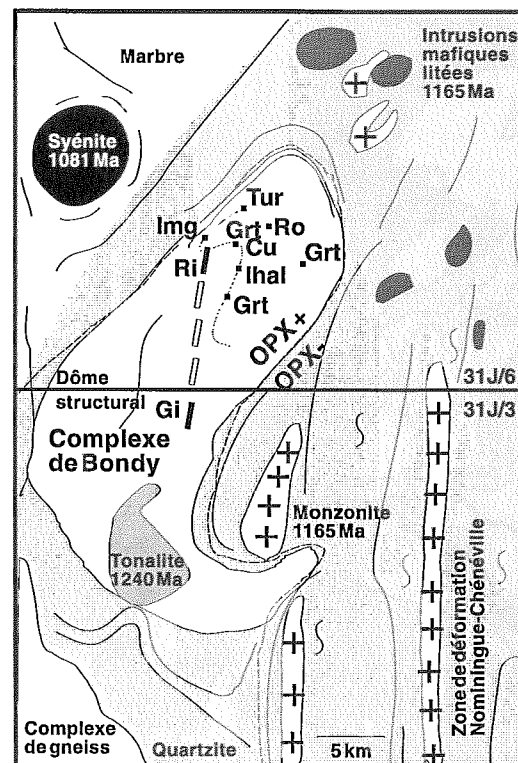 Marbre
Intrusions
mafiques
litées
1165 Ma
Syénite
1081 Ma
Tur
Img
Grt
Ro
Cu
Grt
Ri
Ihal
Grt
OPX +
OPX-
31J/6
Dôme
structural
31J/3
Gi
Complexe
de Bondy
Monzonite
1165 Ma
Tonalite
1240 Ma
Zone de déformation
Nominingue-Chénéville
Complexe
de gneiss
Quartzite
5 km